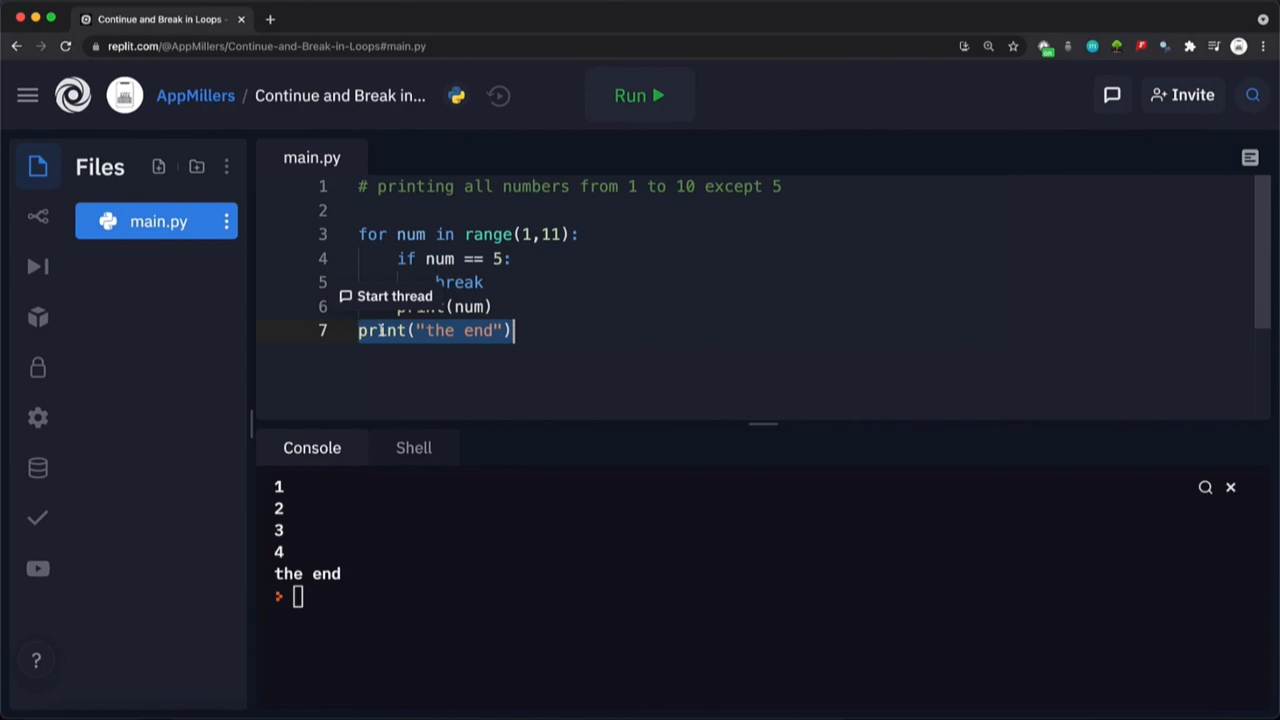 Continue and Break in Loops -
replit.com/@AppMillers/Continue-and-Break-in-Loops#main.py
AppMillers / Continue and Break in... Run Invite
Files
main.py
main.py
1 # printing all numbers from 1 to 10 except 5
2
3 for num in range(1,11):
4 if num == 5:
5 break
Start thread
6 print(num)
7 print("the end")
Console Shell
1
2
3
4
the end
>
?